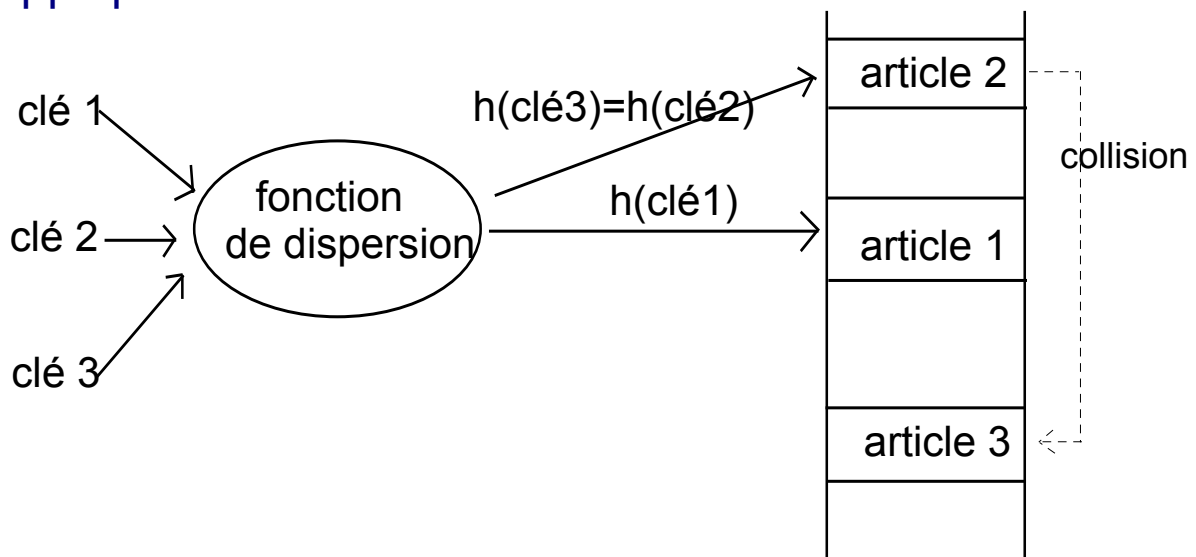 clé 1
clé 2
clé 3
fonction
de dispersion
h(clé3)=h(clé2)
h(clé1)
article 2
article 1
article 3
collision